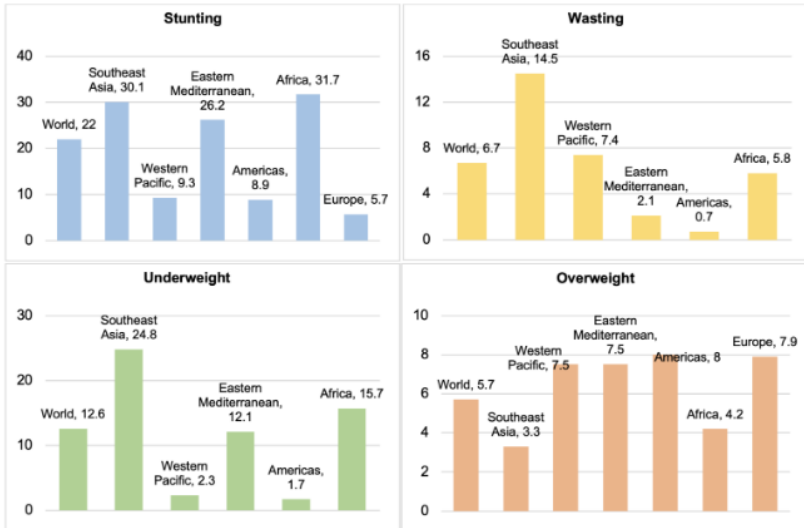 Stunting
40
30
20
10
0
World, 22
Southeast
Asia, 30.1
Western
Pacific, 9.3
Eastern
Mediterranean,
26.2
Americas,
8.9
Africa, 31.7
Europe, 5.7
Wasting
16
12
8
4
0
World, 6.7
Southeast
Asia, 14.5
Western
Pacific, 7.4
Eastern
Mediterranean,
2.1
Americas,
0.7
Africa, 5.8
Underweight
30
20
10
0
World, 12.6
Southeast
Asia, 24.8
Western
Pacific, 2.3
Eastern
Mediterranean,
12.1
Americas,
1.7
Africa, 15.7
Overweight
10
8
6
4
2
0
World, 5.7
Southeast
Asia, 3.3
Western
Pacific, 7.5
Eastern
Mediterranean,
7.5
Americas, 8
Africa, 4.2
Europe, 7.9